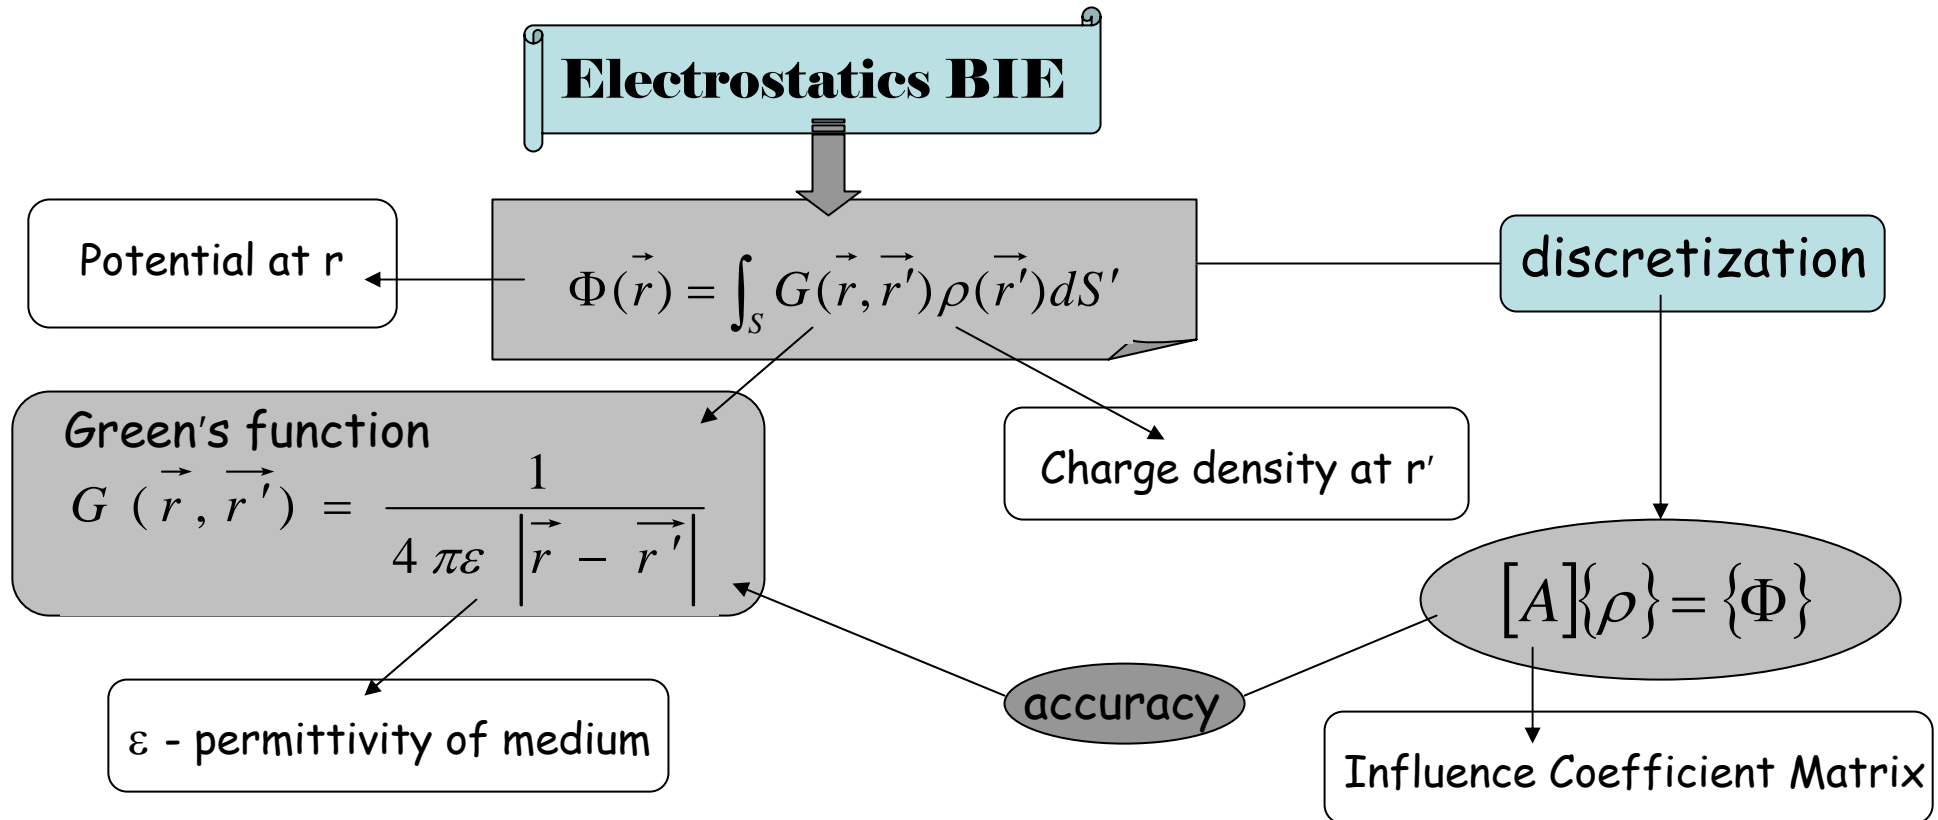 Electrostatics BIE
Potential at r
Φ(r⃗) = ∫_S G(r⃗, r⃗′) ρ(r⃗′) dS′
discretization
Green's function
G (r⃗, r⃗′) = 1 / (4 πε |r⃗ − r⃗′|)
Charge density at r′
[A]{ρ} = {Φ}
accuracy
ε - permittivity of medium
Influence Coefficient Matrix